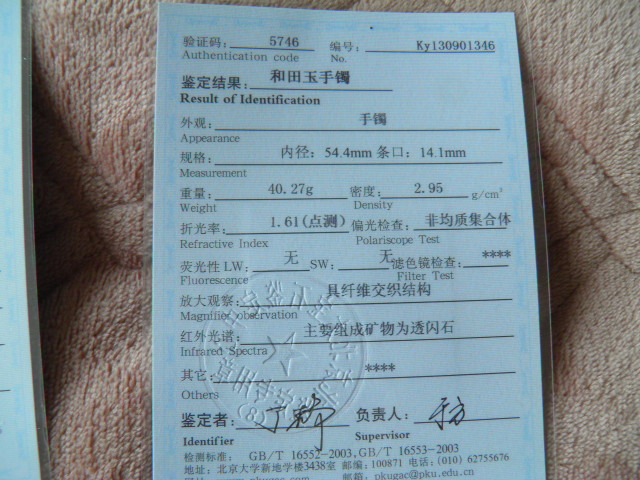 验证码: 5746 编号: Ky130901346
Authentication code No.
鉴定结果: 和田玉手镯
Result of Identification
外观: 手镯
Appearance
规格: 内径: 54.4mm 条口: 14.1mm
Measurement
重量: 40.27g 密度: 2.95 g/cm³
Weight Density
折光率: 1.61(点测) 偏光检查: 非均质集合体
Refractive Index Polariscope Test
荧光性 LW: 无 SW: 无 滤色镜检查: ****
Fluorescence Filter Test
放大观察: 具纤维交织结构
Magnifier observation
红外光谱: 主要组成矿物为透闪石
Infrared Spectra
其它: ****
Others
鉴定者: 负责人:
Identifier Supervisor
检测标准: GB/T 16552-2003, GB/T 16553-2003
地址: 北京大学新地学楼3438室 邮编: 100871 电话: (010) 62755676
邮箱: pkugac@pku.edu.cn